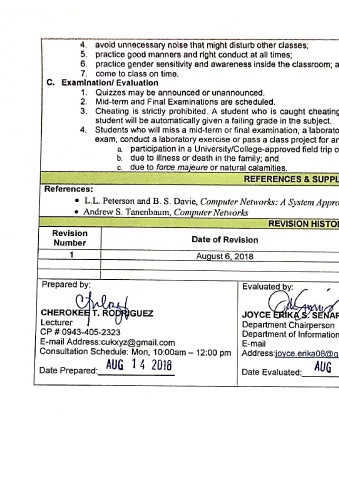 4. avoid unnecessary noise that might disturb other classes;
5. practice good manners and right conduct at all times;
6. practice gender sensitivity and awareness inside the classroom; a
7. come to class on time.
C. Examination/ Evaluation
1. Quizzes may be announced or unannounced.
2. Mid-term and Final Examinations are scheduled.
3. Cheating is strictly prohibited. A student who is caught cheating
student will be automatically given a failing grade in the subject.
4. Students who will miss a mid-term or final examination, a laborato
exam, conduct a laboratory exercise or pass a class project for an
a. participation in a University/College-approved field trip o
b. due to illness or death in the family; and
c. due to force majeure or natural calamities.
REFERENCES & SUPPL
References:
• L.L. Peterson and B. S. Davie, Computer Networks: A System Appro
• Andrew S. Tanenbaum, Computer Networks
REVISION HISTO
Revision Number
Date of Revision
1
August 6, 2018
Prepared by:
CHEROKEE T. RODRIGUEZ
Lecturer
CP # 0943-405-2323
E-mail Address:cukxyz@gmail.com
Consultation Schedule: Mon, 10:00am – 12:00 pm
Date Prepared: AUG 14 2018
Evaluated by:
JOYCE ERIKA S. SENAR
Department Chairperson
Department of Information
E-mail
Address:joyce.erika08@g
Date Evaluated: AUG